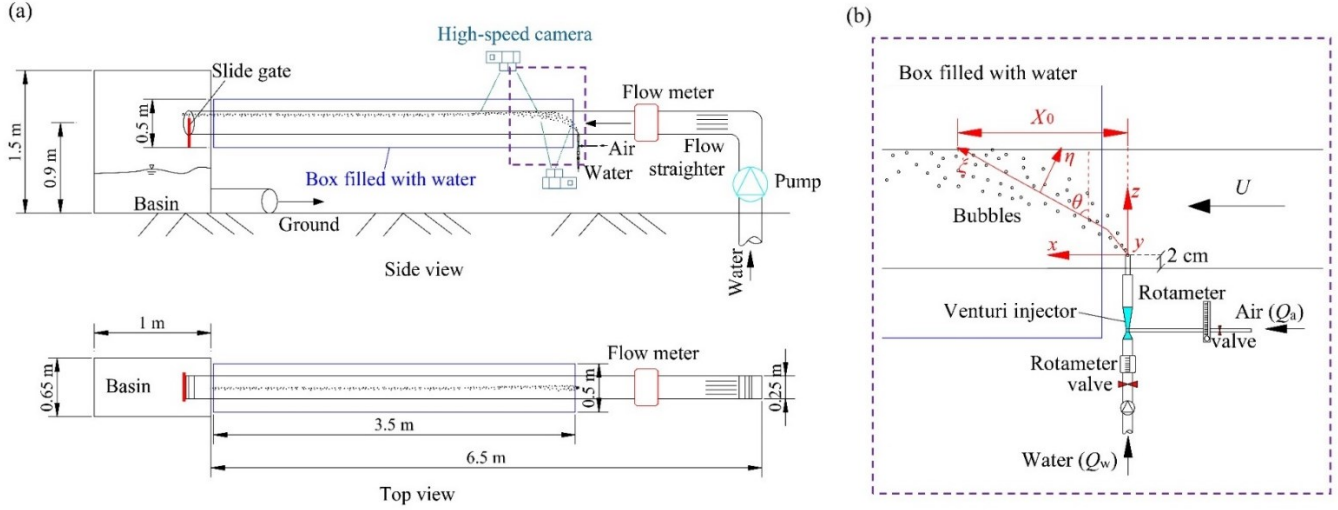 (a)
High-speed camera
Slide gate
Flow meter
1.5 m
0.9 m
0.5 m
Air
Water
Flow
straighter
Pump
Box filled with water
Basin
Ground
Side view
Water
1 m
Flow meter
0.65 m
Basin
0.5 m
0.25 m
3.5 m
6.5 m
Top view
(b)
Box filled with water
X0
ξ
η
θ
z
U
Bubbles
x
y
2 cm
Rotameter
Venturi injector
Air (Qa)
valve
Rotameter
valve
Water (Qw)